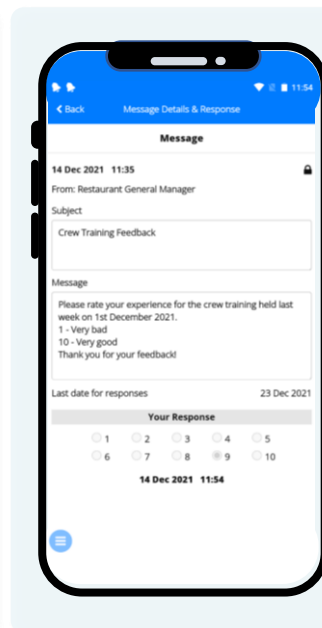 11:54
Back Message Details & Response
Message
14 Dec 2021 11:35
From: Restaurant General Manager
Subject
Crew Training Feedback
Message
Please rate your experience for the crew training held last
week on 1st December 2021.
1 - Very bad
10 - Very good
Thank you for your feedback!
Last date for responses 23 Dec 2021
Your Response
1 2 3 4 5
6 7 8 9 10
14 Dec 2021 11:54